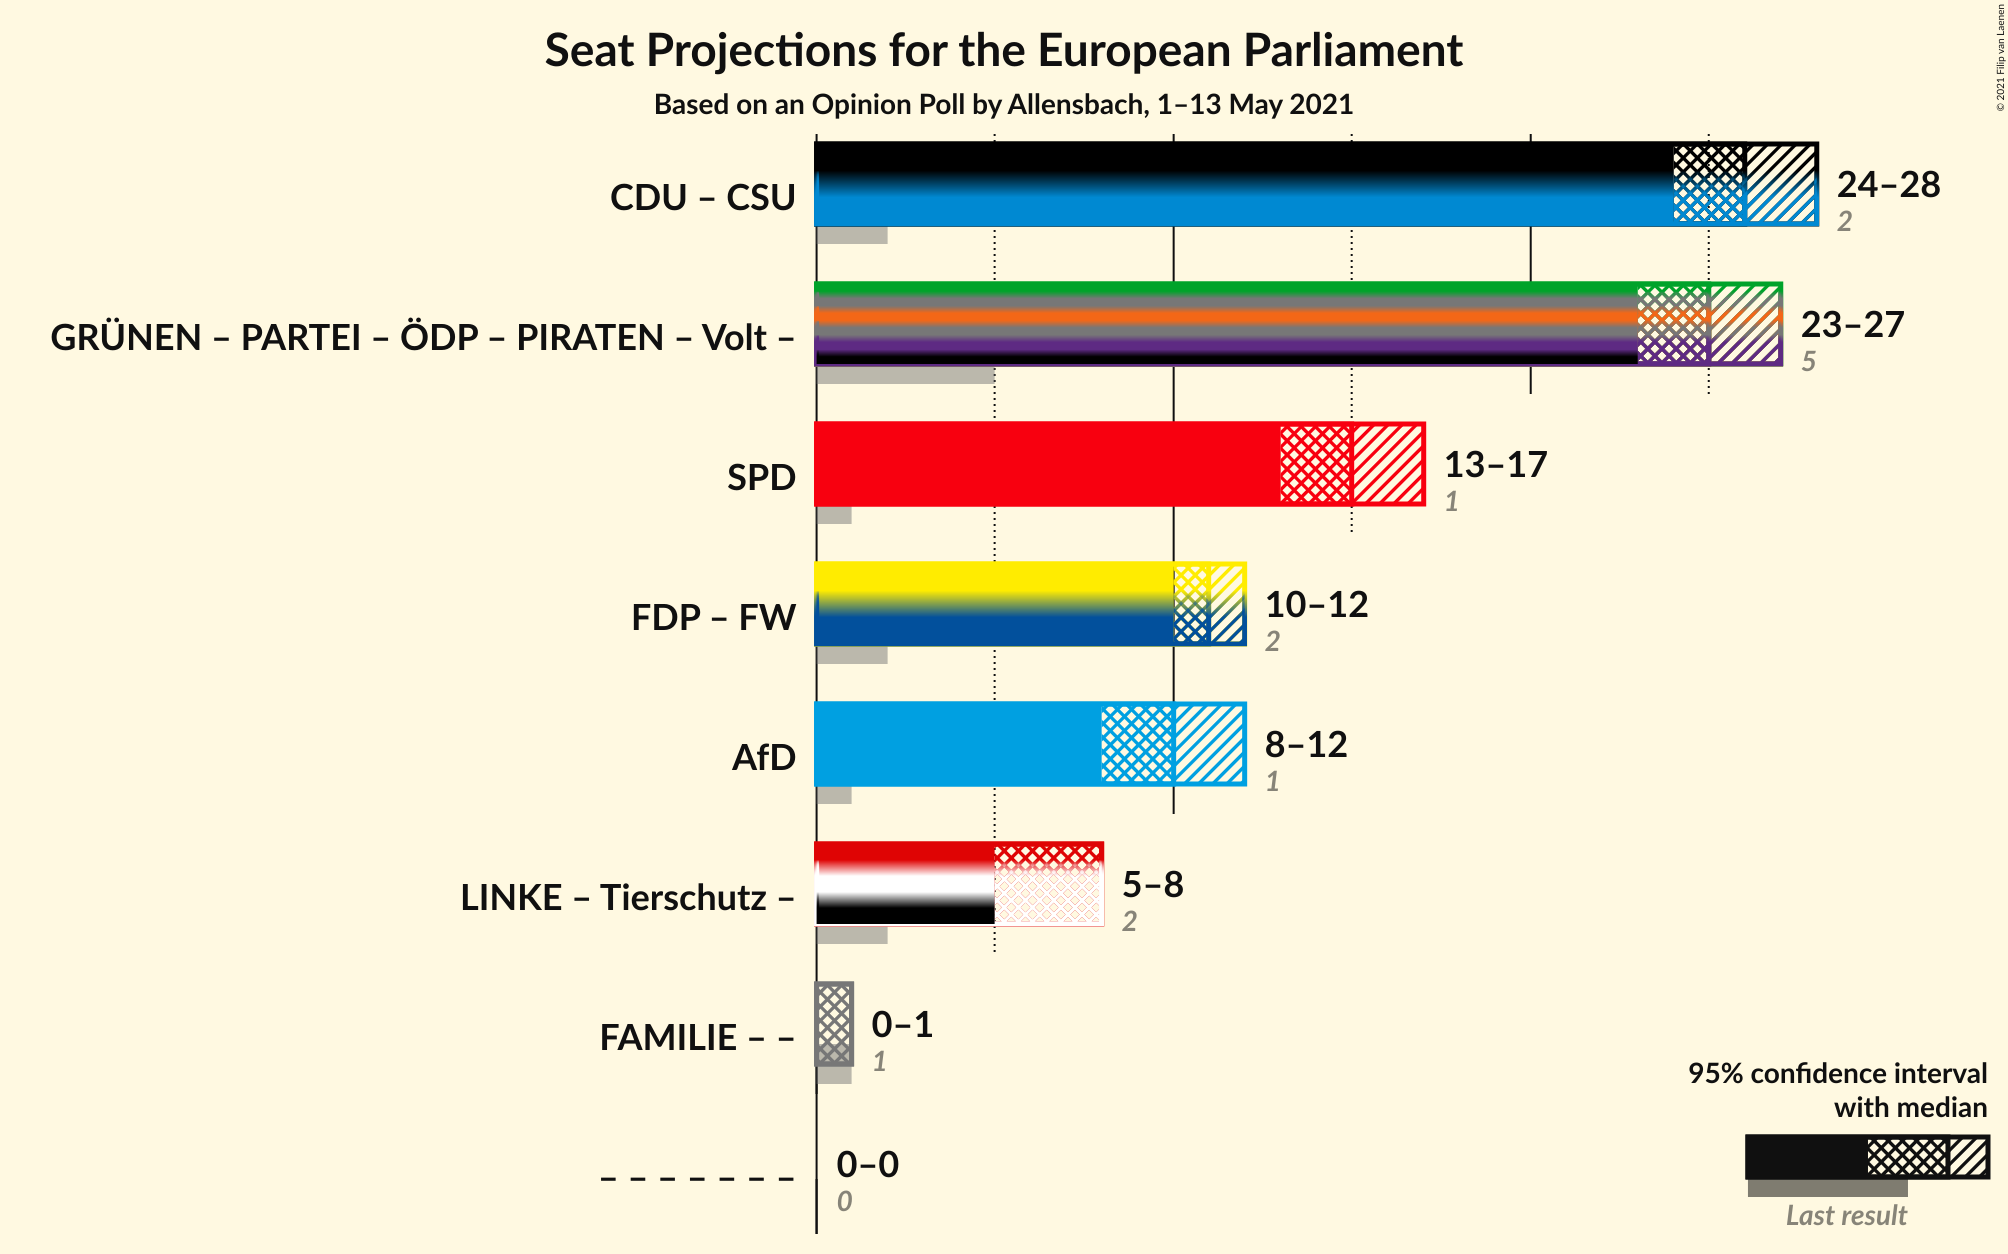 Seat Projections for the European Parliament
Based on an Opinion Poll by Allensbach, 1–13 May 2021
© 2021 Filip van Laenen
CDU – CSU
24–28
2
GRÜNEN – PARTEI – ÖDP – PIRATEN – Volt –
23–27
5
SPD
13–17
1
FDP – FW
10–12
2
AfD
8–12
1
LINKE – Tierschutz –
5–8
2
FAMILIE – –
0–1
1
– – – – – – –
0–0
0
95% confidence interval
with median
Last result